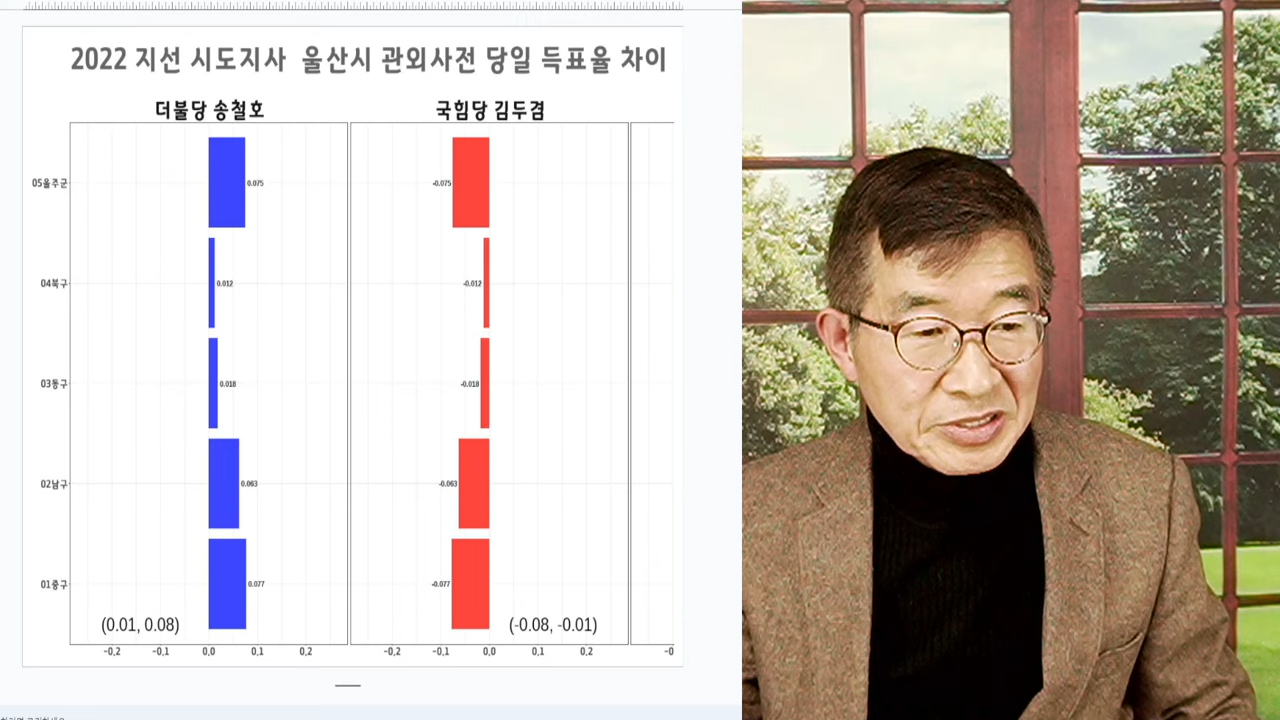 2022 지선 시도지사 울산시 관외사전 당일 득표율 차이
더불당 송철호
국힘당 김두겸
05울주군
0.075
-0.075
04북구
0.012
-0.012
03동구
0.018
-0.018
02남구
0.063
-0.063
01중구
0.077
-0.077
(0.01, 0.08)
(-0.08, -0.01)
-0.2 -0.1 0.0 0.1 0.2
-0.2 -0.1 0.0 0.1 0.2
-0